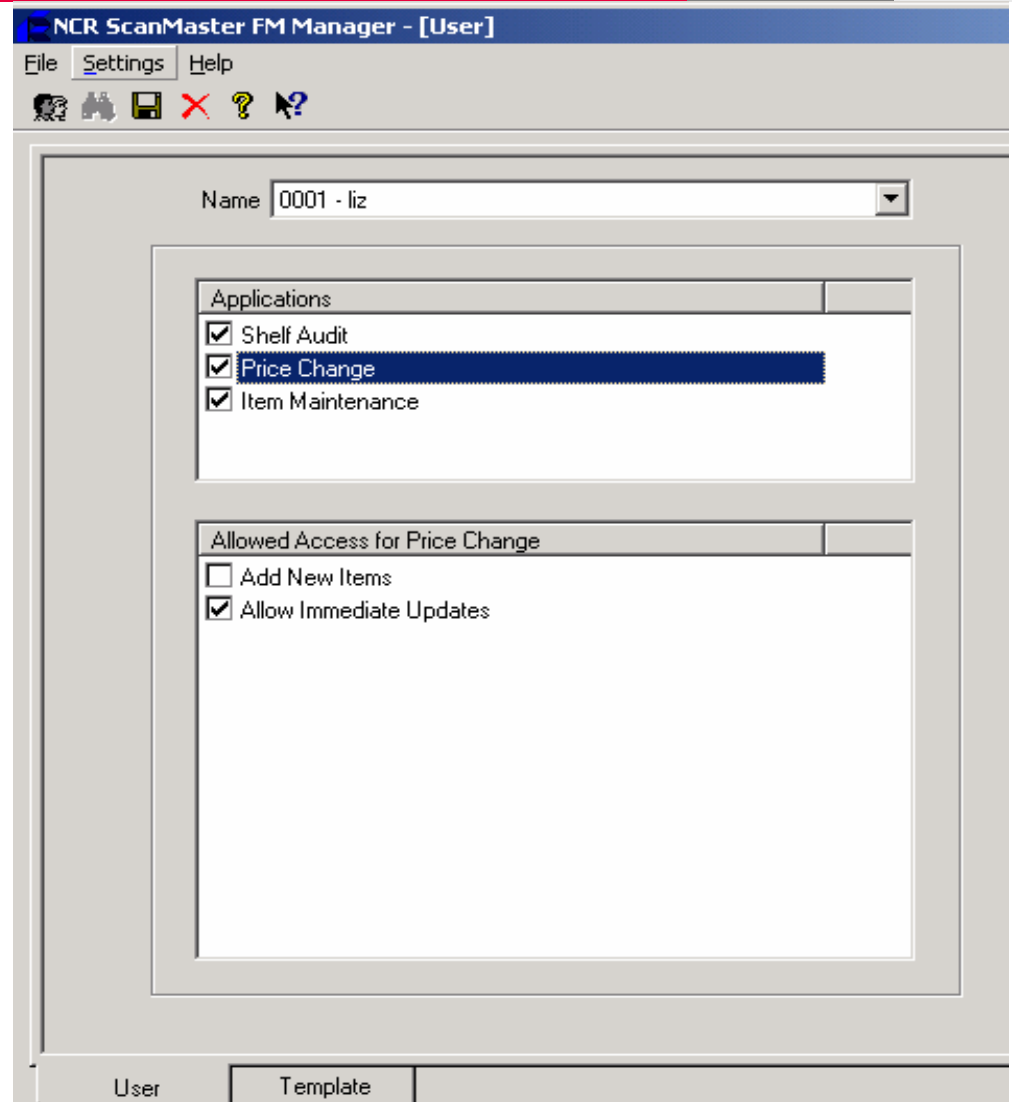 NCR ScanMaster FM Manager - [User]
File Settings Help
Name 0001 - liz
Applications
Shelf Audit
Price Change
Item Maintenance
Allowed Access for Price Change
Add New Items
Allow Immediate Updates
User Template